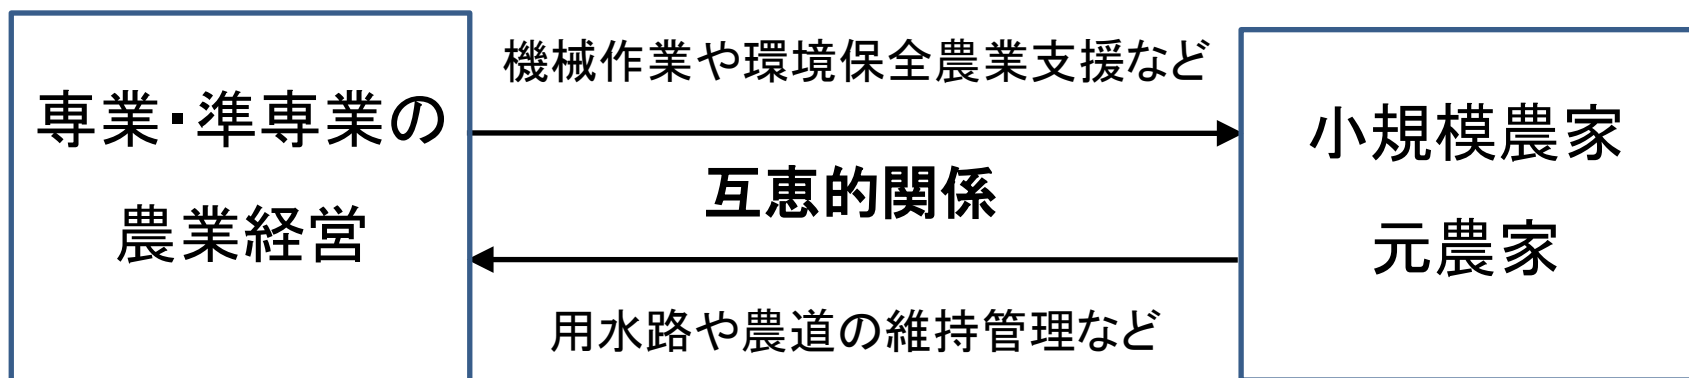 専業・準専業の
農業経営
機械作業や環境保全農業支援など
互恵的関係
用水路や農道の維持管理など
小規模農家
元農家